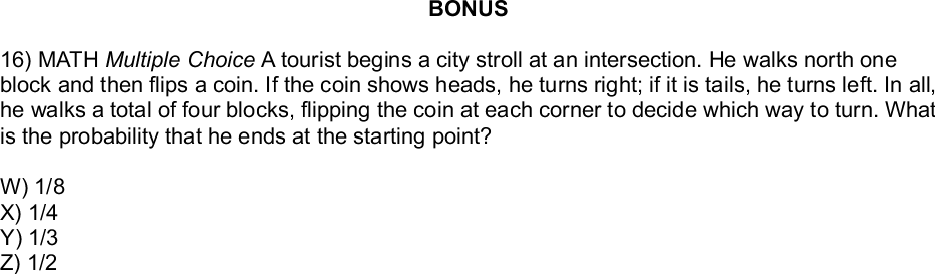 BONUS
16) MATH Multiple Choice A tourist begins a city stroll at an intersection. He walks north one
block and then flips a coin. If the coin shows heads, he turns right; if it is tails, he turns left. In all,
he walks a total of four blocks, flipping the coin at each corner to decide which way to turn. What
is the probability that he ends at the starting point?
W) 1/8
X) 1/4
Y) 1/3
Z) 1/2